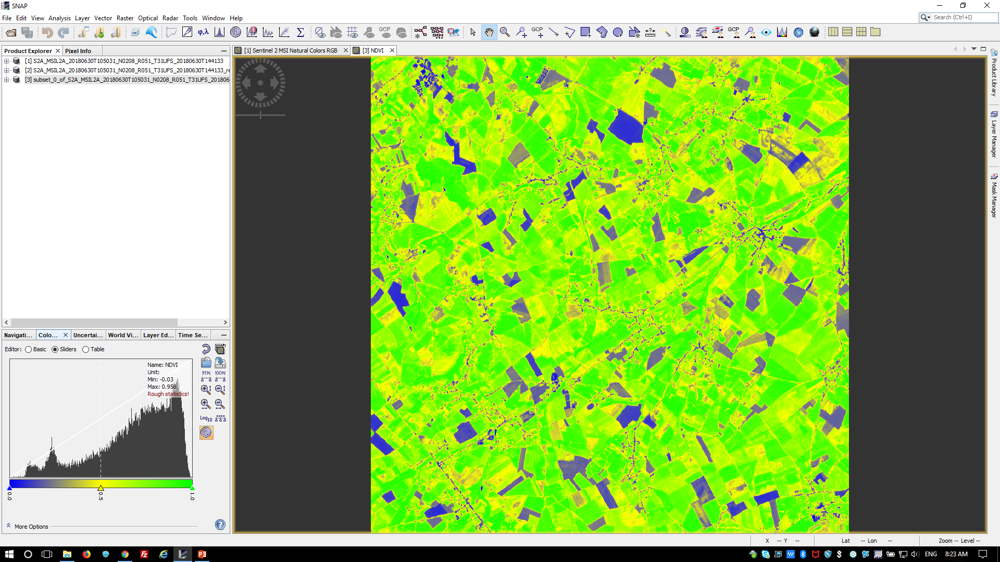 SNAP
File Edit View Analysis Layer Vector Raster Optical Radar Tools Window Help
Search (Ctrl+I)
φ,λ
Σ
GCP
GCP
GCP
Product Explorer
Pixel Info
[1] Sentinel 2 MSI Natural Colors RGB
[3] NDVI
[1] S2A_MSIL2A_20180630T105031_N0208_R051_T31UFS_20180630T144133
[2] S2A_MSIL2A_20180630T105031_N0208_R051_T31UFS_20180630T144133_re
[3] subset_0_of_S2A_MSIL2A_20180630T105031_N0208_R051_T31UFS_201806
Product Library
Layer Manager
Mask Manager
Navigati... Colo... Uncertai... World Vi... Layer Ed... Time Se...
Editor: Basic Sliders Table
Name: NDVI
Unit:
Min: -0.03
Max: 0.958
Rough statistics!
95% 100%
Log10
0.0 0.5 1.0
More Options
X -- Y -- Lat -- Lon -- Zoom -- Level --
ENG 8:23 AM